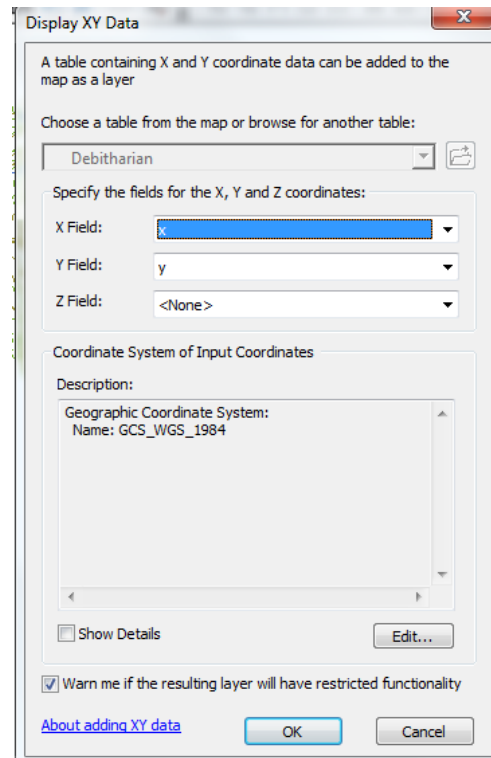 Display XY Data
x
A table containing X and Y coordinate data can be added to the
map as a layer
Choose a table from the map or browse for another table:
Debitharian
Specify the fields for the X, Y and Z coordinates:
X Field: x
Y Field: y
Z Field: <None>
Coordinate System of Input Coordinates
Description:
Geographic Coordinate System:
Name: GCS_WGS_1984
Show Details Edit...
Warn me if the resulting layer will have restricted functionality
About adding XY data OK Cancel